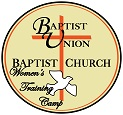 BAPTIST
UNION
BAPTIST CHURCH
Women's
Training
Camp